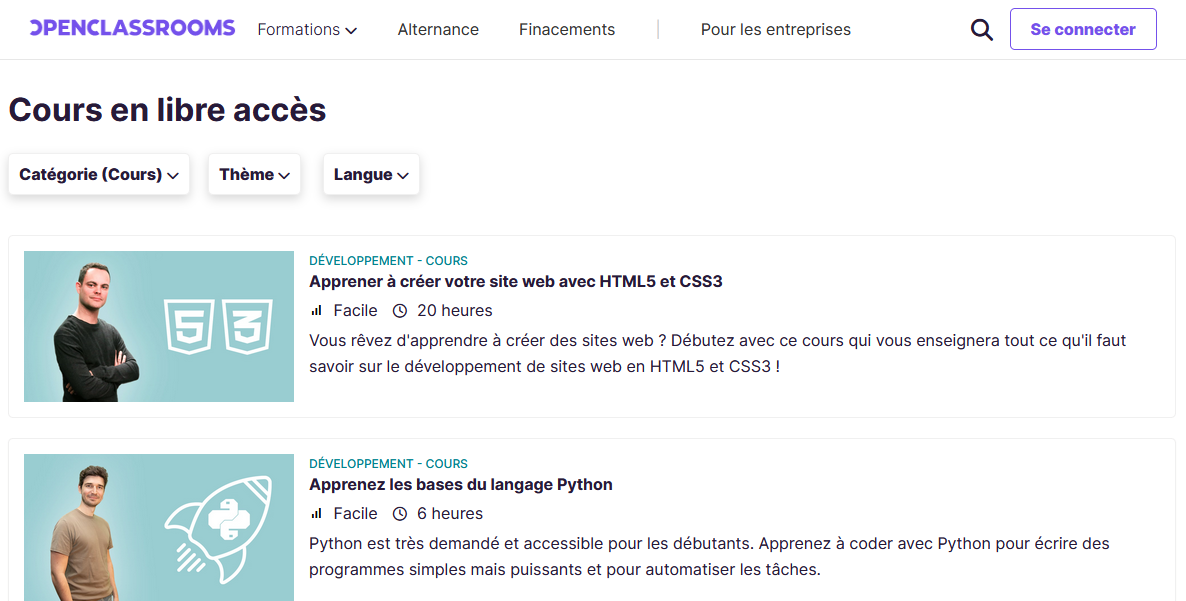 OPENCLASSROOMS Formations Alternance Finacements Pour les entreprises Se connecter
Cours en libre accès
Catégorie (Cours) Thème Langue
DÉVELOPPEMENT - COURS
Apprener à créer votre site web avec HTML5 et CSS3
Facile 20 heures
Vous rêvez d'apprendre à créer des sites web ? Débutez avec ce cours qui vous enseignera tout ce qu'il faut
savoir sur le développement de sites web en HTML5 et CSS3 !
5 3
DÉVELOPPEMENT - COURS
Apprenez les bases du langage Python
Facile 6 heures
Python est très demandé et accessible pour les débutants. Apprenez à coder avec Python pour écrire des
programmes simples mais puissants et pour automatiser les tâches.